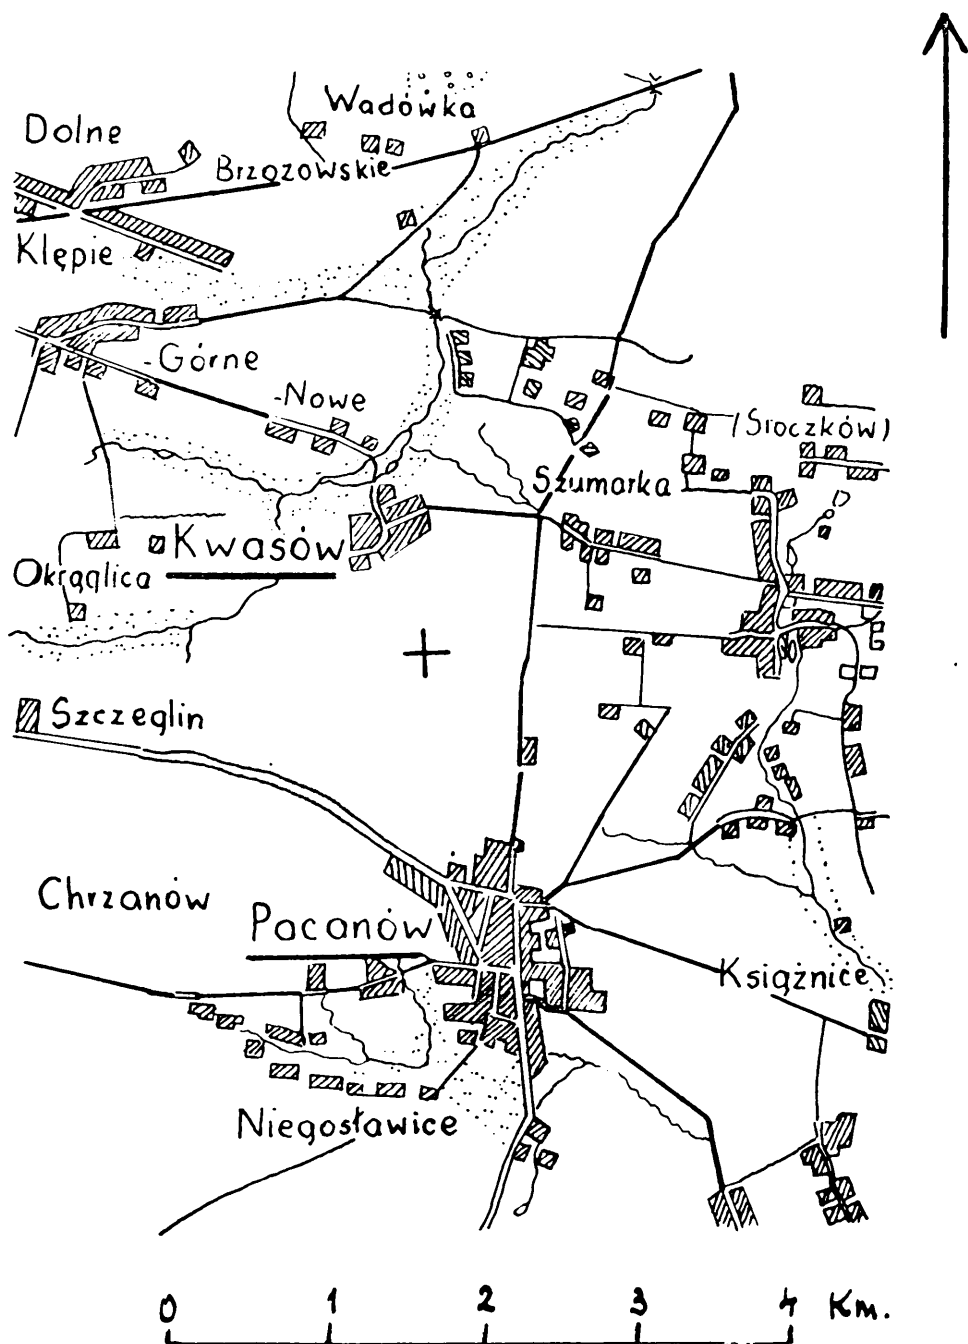 Wadówka
Dolne
Brzozowskie
Klępie
-Górne
-Nowe
(Sroczków)
Szumarka
Kwasów
Okrąglica
Szczeglin
Chrzanów
Pacanów
Książnice
Niegosławice
0 1 2 3 4 Km.